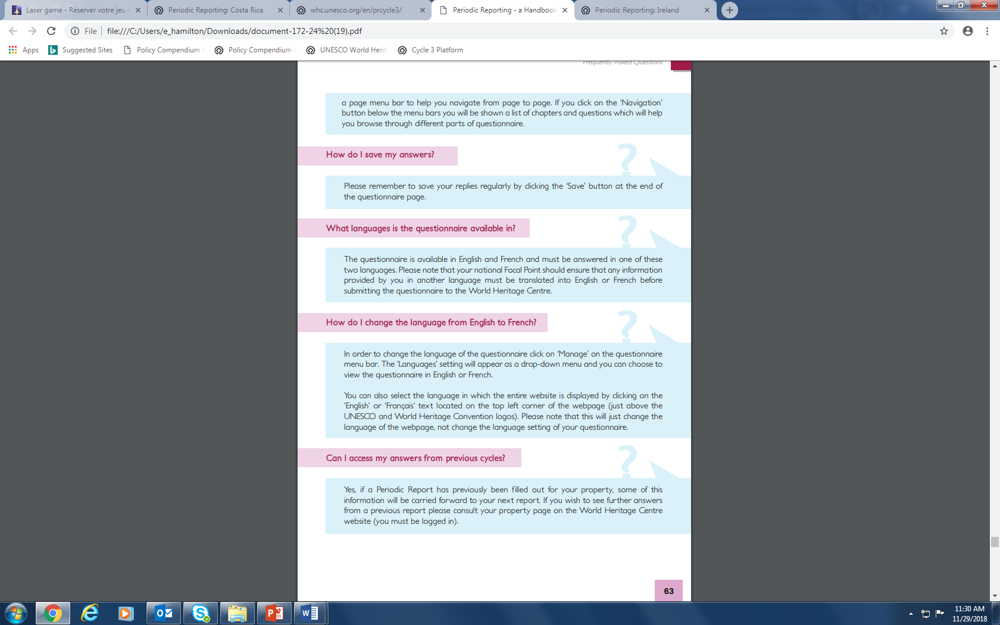 Laser game - Réserver votre jeu
Periodic Reporting: Costa Rica
whc.unesco.org/en/prcycle3/
Periodic Reporting - a Handbook
Periodic Reporting: Ireland
File
file:///C:/Users/e_hamilton/Downloads/document-172-24%20(19).pdf
Apps
Suggested Sites
Policy Compendium
Policy Compendium
UNESCO World Herit
Cycle 3 Platform
Frequently Asked Questions
a page menu bar to help you navigate from page to page. If you click on the ‘Navigation’
button below the menu bars you will be shown a list of chapters and questions which will help
you browse through different parts of questionnaire.
How do I save my answers?
?
Please remember to save your replies regularly by clicking the ‘Save’ button at the end of
the questionnaire page.
What languages is the questionnaire available in?
?
The questionnaire is available in English and French and must be answered in one of these
two languages. Please note that your national Focal Point should ensure that any information
provided by you in another language must be translated into English or French before
submitting the questionnaire to the World Heritage Centre.
How do I change the language from English to French?
?
In order to change the language of the questionnaire click on ‘Manage’ on the questionnaire
menu bar. The ‘Languages’ setting will appear as a drop-down menu and you can choose to
view the questionnaire in English or French.
You can also select the language in which the entire website is displayed by clicking on the
‘English’ or ‘Français‘ text located on the top left corner of the webpage (just above the
UNESCO and World Heritage Convention logos). Please note that this will just change the
language of the webpage, not change the language setting of your questionnaire.
Can I access my answers from previous cycles?
?
Yes, if a Periodic Report has previously been filled out for your property, some of this
information will be carried forward to your next report. If you wish to see further answers
from a previous report please consult your property page on the World Heritage Centre
website (you must be logged in).
63
11:30 AM
11/29/2018